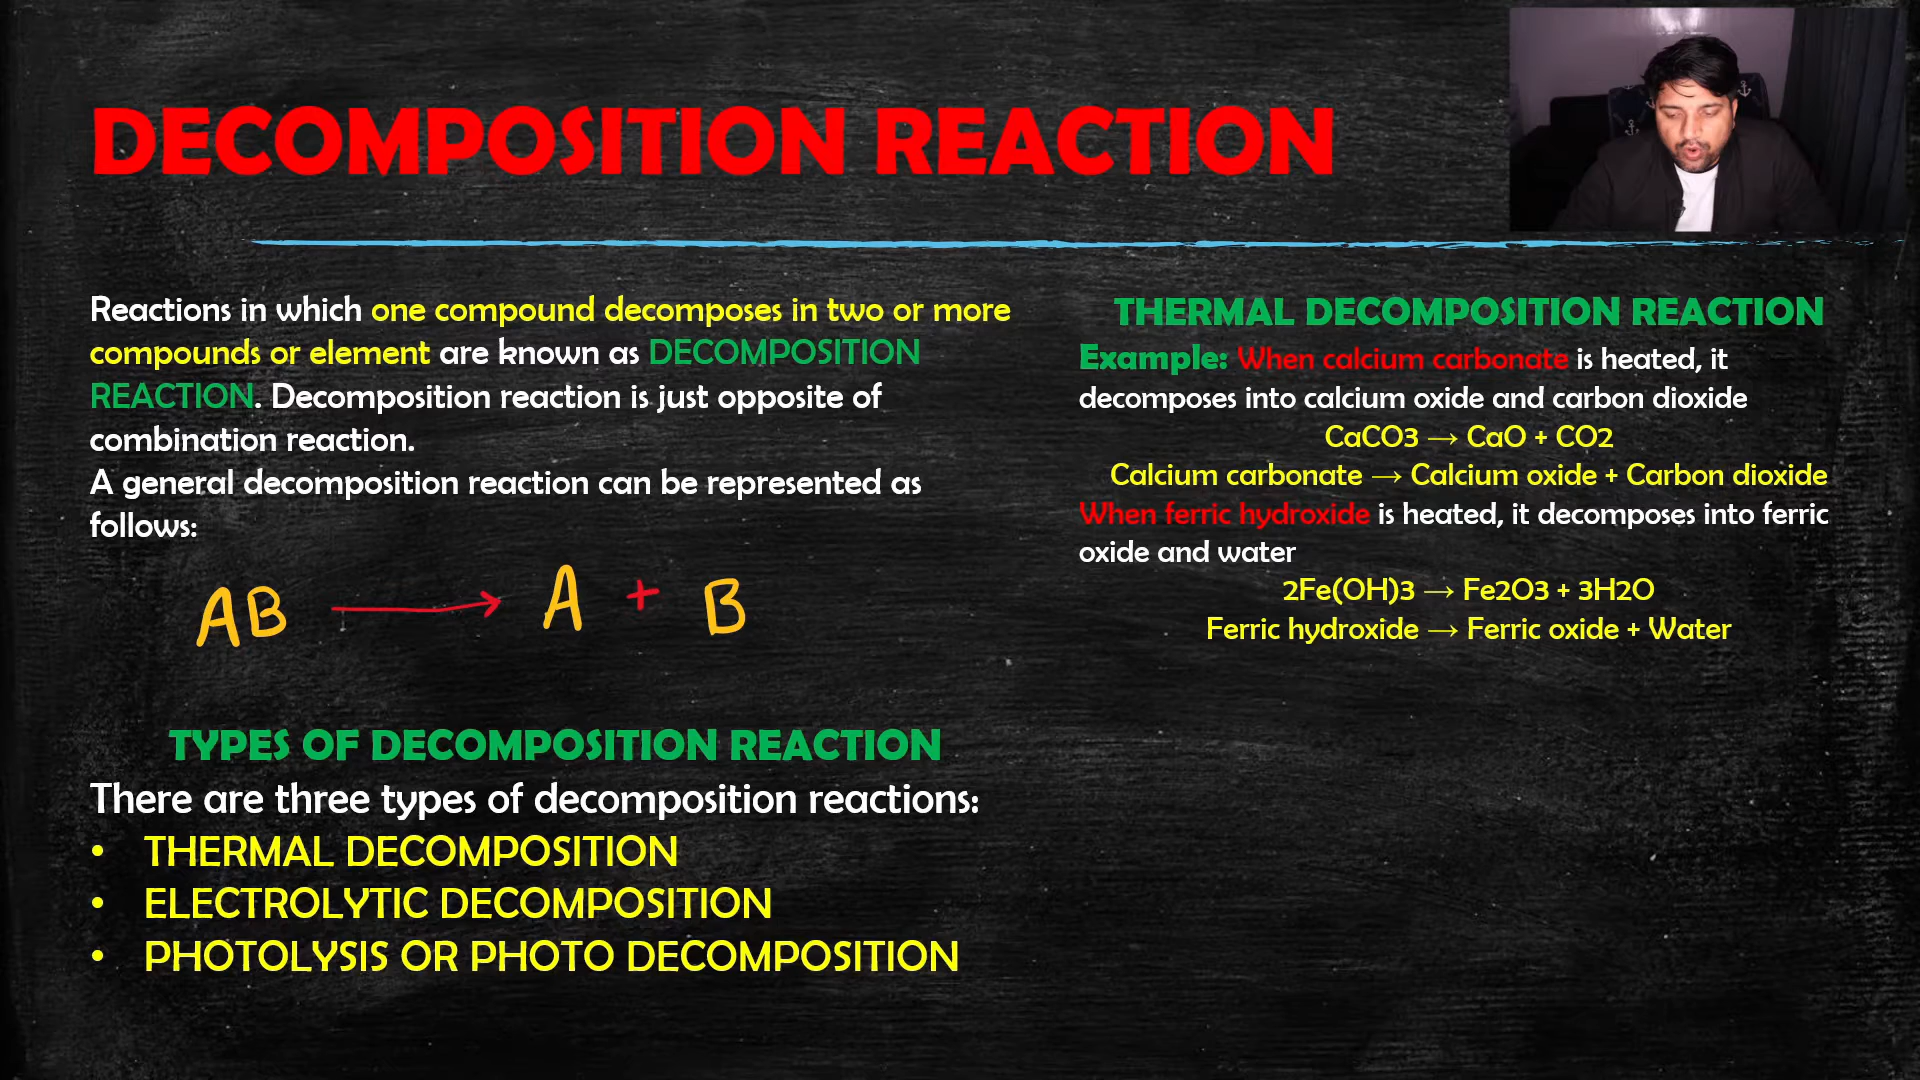 DECOMPOSITION REACTION
Reactions in which one compound decomposes in two or more
compounds or element are known as DECOMPOSITION
REACTION. Decomposition reaction is just opposite of
combination reaction.
A general decomposition reaction can be represented as
follows:
AB → A + B
TYPES OF DECOMPOSITION REACTION
There are three types of decomposition reactions:
• THERMAL DECOMPOSITION
• ELECTROLYTIC DECOMPOSITION
• PHOTOLYSIS OR PHOTO DECOMPOSITION
THERMAL DECOMPOSITION REACTION
Example: When calcium carbonate is heated, it
decomposes into calcium oxide and carbon dioxide
CaCO3 → CaO + CO2
Calcium carbonate → Calcium oxide + Carbon dioxide
When ferric hydroxide is heated, it decomposes into ferric
oxide and water
2Fe(OH)3 → Fe2O3 + 3H2O
Ferric hydroxide → Ferric oxide + Water